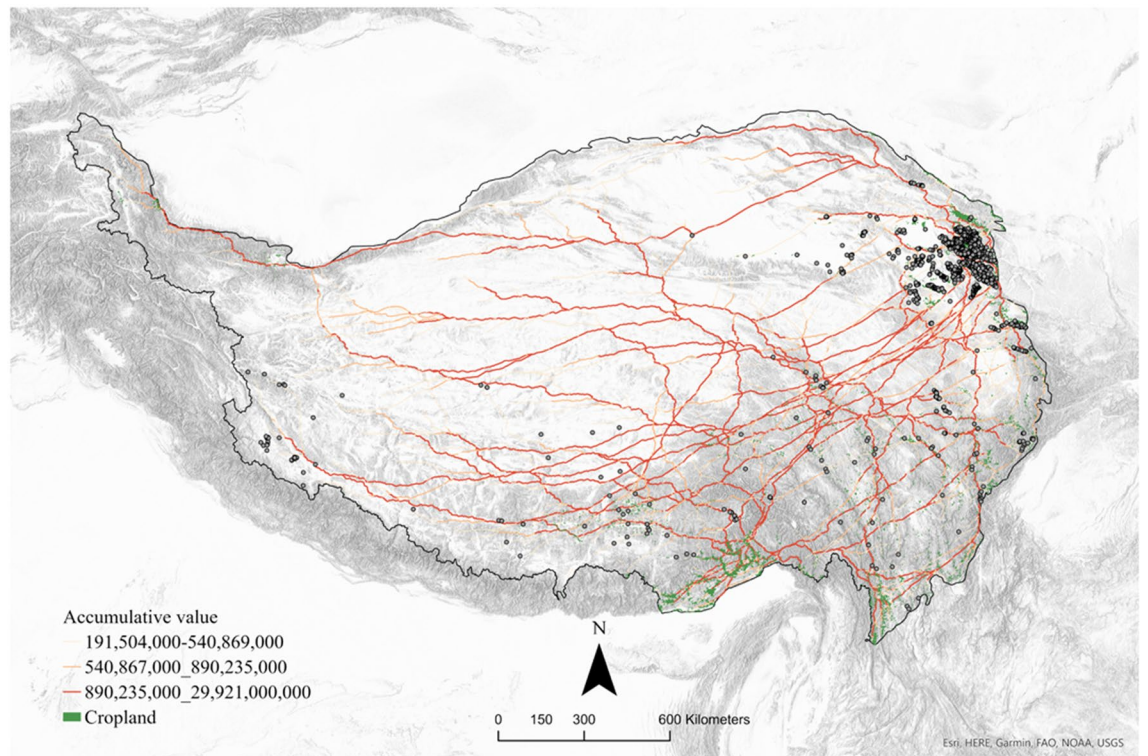 Accumulative value
191,504,000-540,869,000
540,867,000_890,235,000
890,235,000_29,921,000,000
Cropland
N
0 150 300 600 Kilometers
Esri, HERE, Garmin, FAO, NOAA, USGS